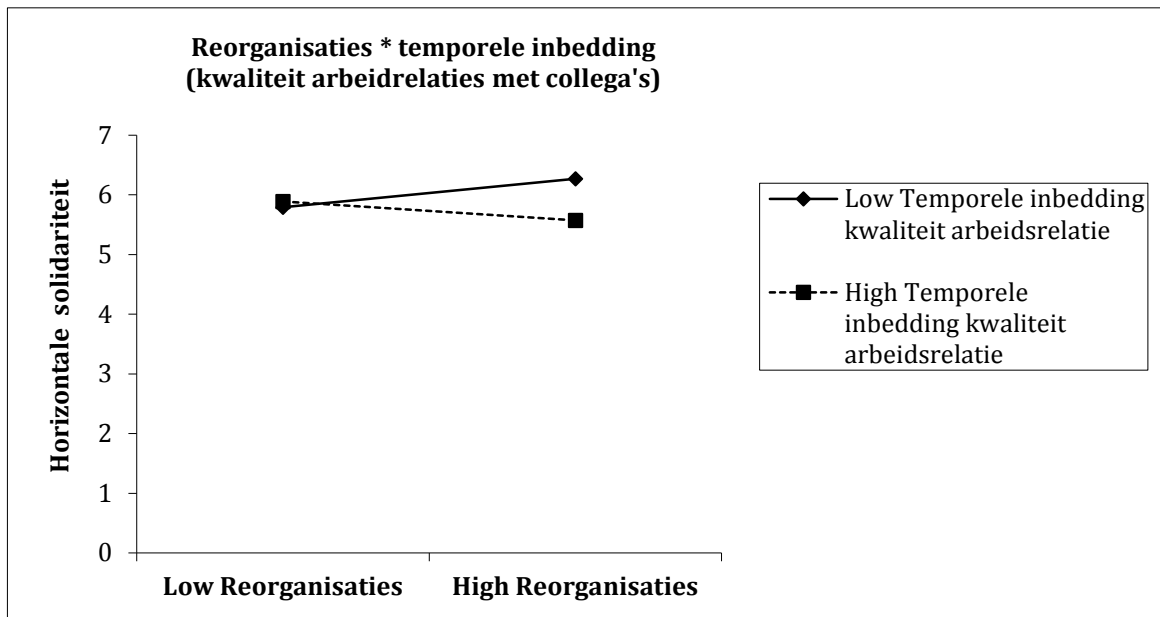 Reorganisaties * temporele inbedding
(kwaliteit arbeidrelaties met collega's)
Horizontale solidariteit
7
6
5
4
3
2
1
0
Low Reorganisaties
High Reorganisaties
Low Temporele inbedding
kwaliteit arbeidsrelatie
High Temporele
inbedding kwaliteit
arbeidsrelatie